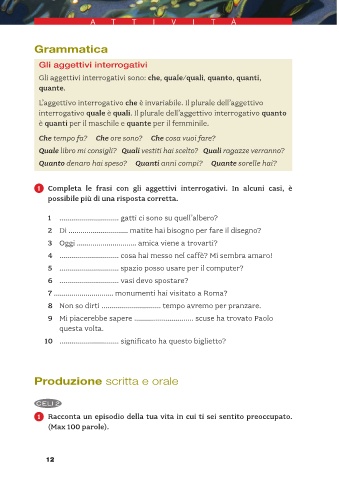 ATTIVITÀ
Grammatica
Gli aggettivi interrogativi
Gli aggettivi interrogativi sono: che, quale/quali, quanto, quanti,
quante.
L'aggettivo interrogativo che è invariabile. Il plurale dell'aggettivo
interrogativo quale è quali. Il plurale dell'aggettivo interrogativo quanto
è quanti per il maschile e quante per il femminile.
Che tempo fa? Che ore sono? Che cosa vuoi fare?
Quale libro mi consigli? Quali vestiti hai scelto? Quali ragazze verranno?
Quanto denaro hai speso? Quanti anni compi? Quante sorelle hai?
1 Completa le frasi con gli aggettivi interrogativi. In alcuni casi, è
possibile più di una risposta corretta.
1 .............................. gatti ci sono su quell'albero?
2 Di .............................. matite hai bisogno per fare il disegno?
3 Oggi .............................. amica viene a trovarti?
4 .............................. cosa hai messo nel caffè? Mi sembra amaro!
5 .............................. spazio posso usare per il computer?
6 .............................. vasi devo spostare?
7 .............................. monumenti hai visitato a Roma?
8 Non so dirti .............................. tempo avremo per pranzare.
9 Mi piacerebbe sapere .............................. scuse ha trovato Paolo
questa volta.
10 .............................. significato ha questo biglietto?
Produzione scritta e orale
CELI 2
1 Racconta un episodio della tua vita in cui ti sei sentito preoccupato.
(Max 100 parole).
12